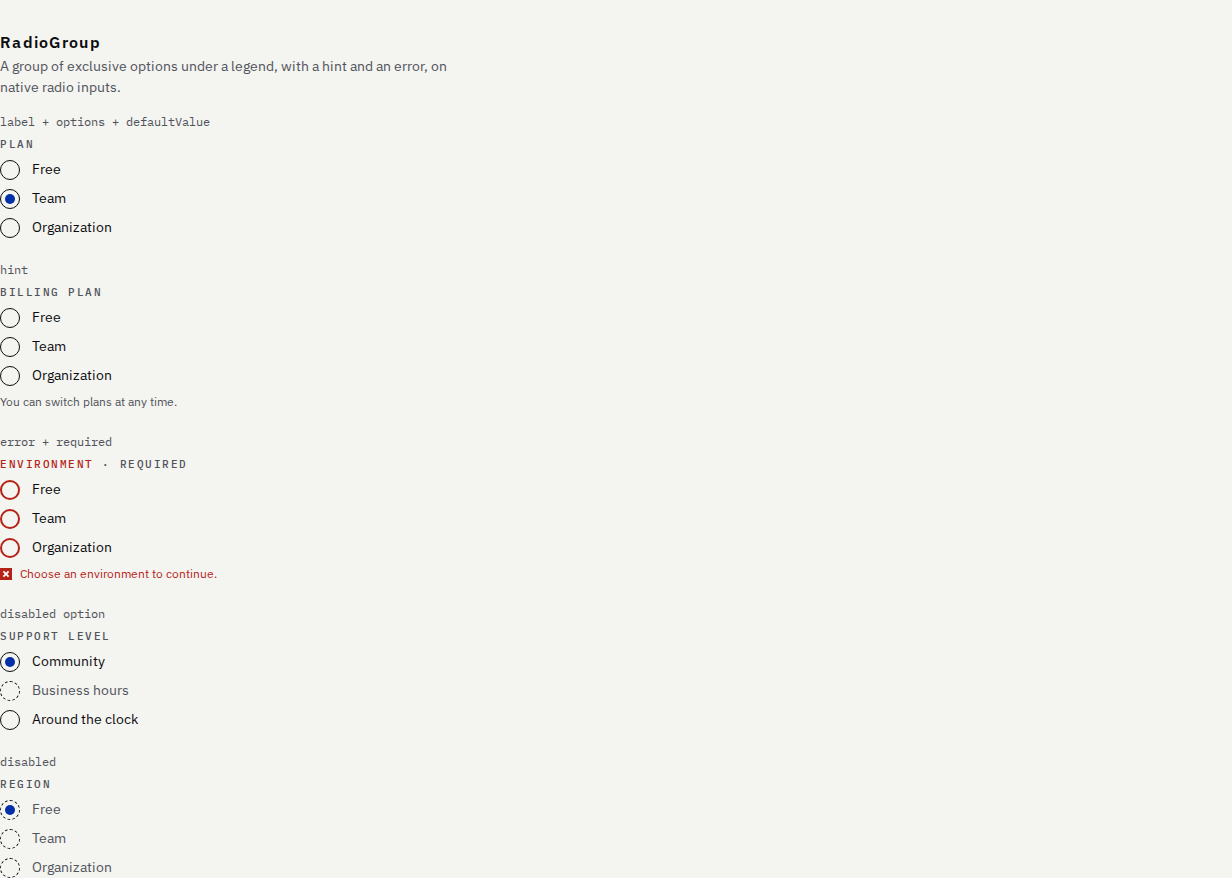 RadioGroup
A group of exclusive options under a legend, with a hint and an error, on
native radio inputs.
label + options + defaultValue
PLAN
Free
Team
Organization
hint
BILLING PLAN
Free
Team
Organization
You can switch plans at any time.
error + required
ENVIRONMENT · REQUIRED
Free
Team
Organization
Choose an environment to continue.
disabled option
SUPPORT LEVEL
Community
Business hours
Around the clock
disabled
REGION
Free
Team
Organization